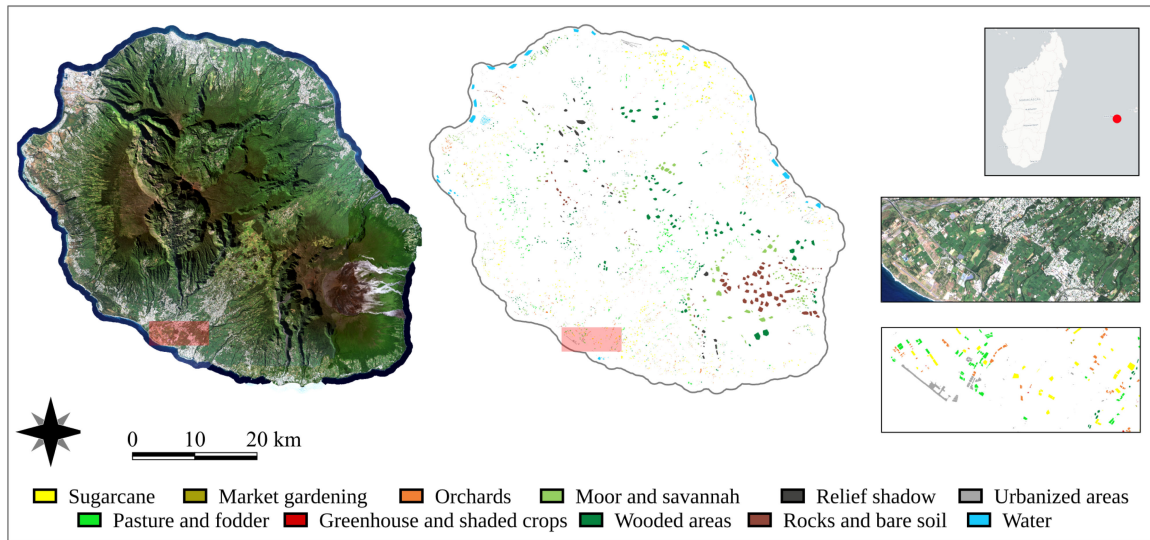 0 10 20 km
Sugarcane Market gardening Orchards Moor and savannah Relief shadow Urbanized areas
Pasture and fodder Greenhouse and shaded crops Wooded areas Rocks and bare soil Water